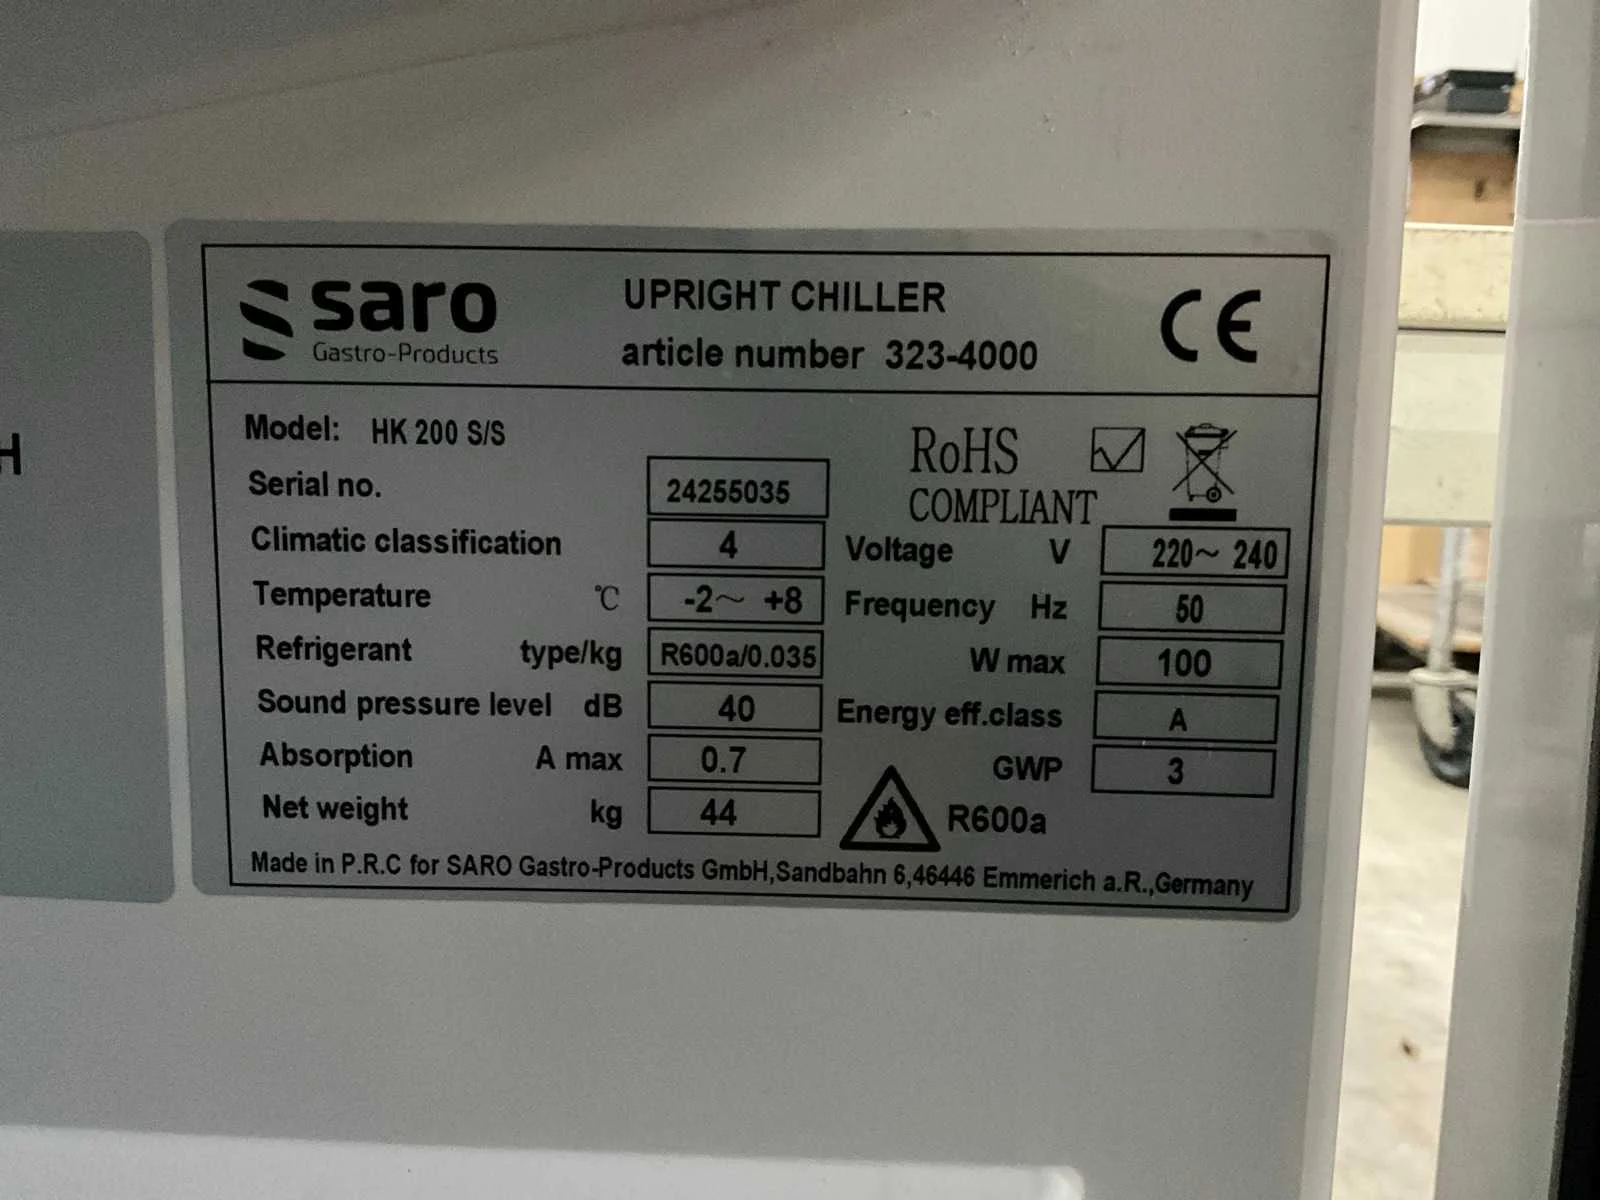 H
saro
Gastro-Products
UPRIGHT CHILLER
article number 323-4000
CE
Model: HK 200 S/S
RoHS
COMPLIANT
Serial no. 24255035
Climatic classification 4
Temperature °C -2~ +8
Refrigerant type/kg R600a/0.035
Sound pressure level dB 40
Absorption A max 0.7
Net weight kg 44
Voltage V 220~ 240
Frequency Hz 50
W max 100
Energy eff.class A
GWP 3
R600a
Made in P.R.C for SARO Gastro-Products GmbH,Sandbahn 6,46446 Emmerich a.R.,Germany